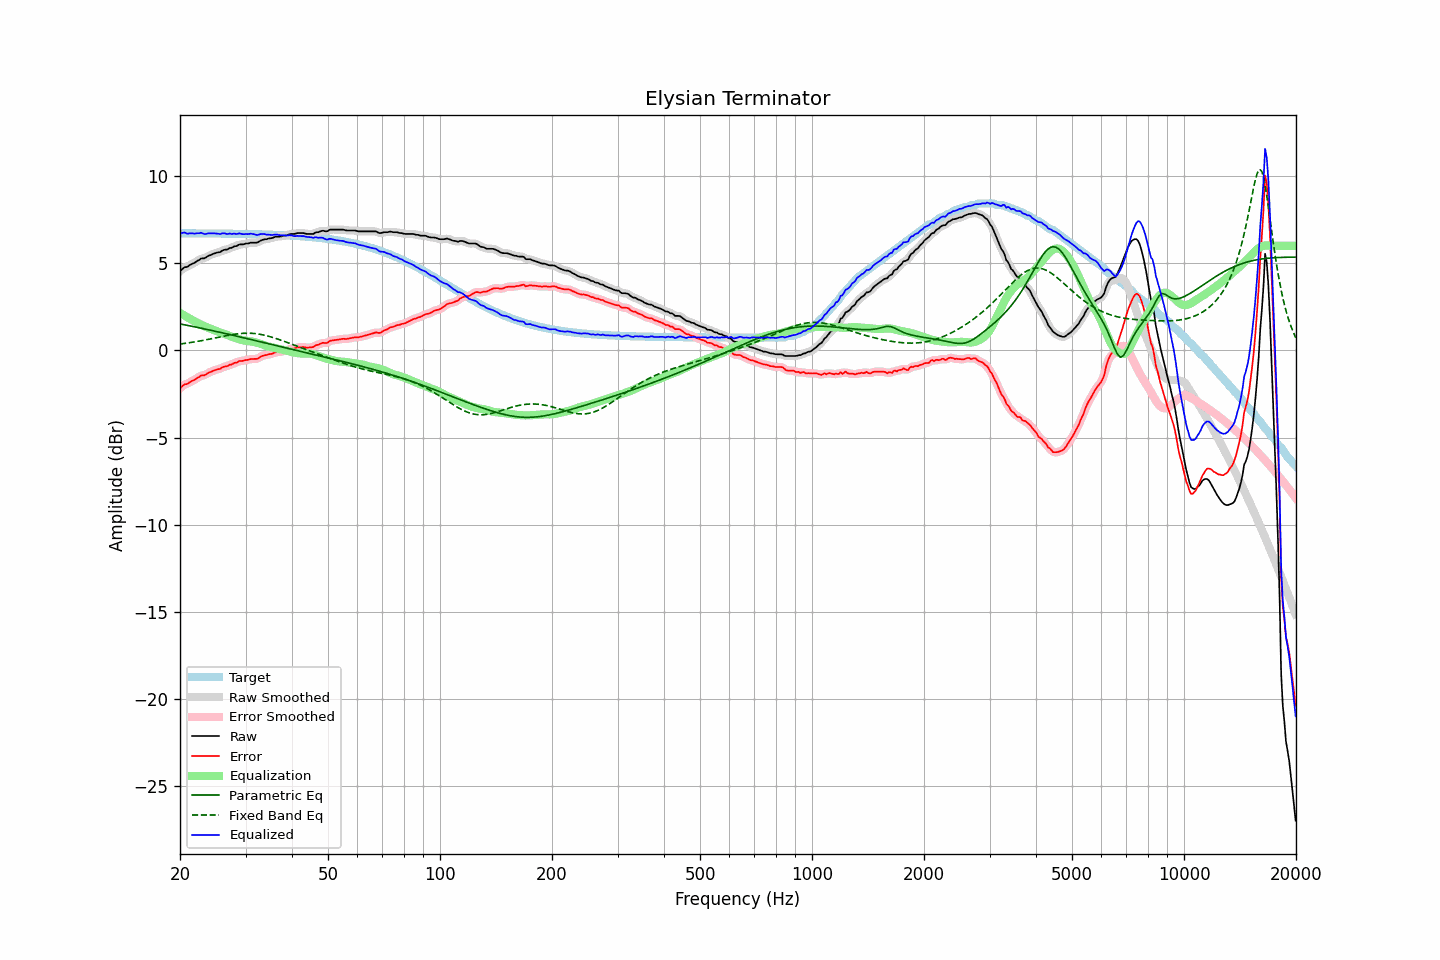 Elysian Terminator
Amplitude (dBr)
10
5
0
−5
−10
−15
−20
−25
Target
Raw Smoothed
Error Smoothed
Raw
Error
Equalization
Parametric Eq
Fixed Band Eq
Equalized
20 50 100 200 500 1000 2000 5000 10000 20000
Frequency (Hz)